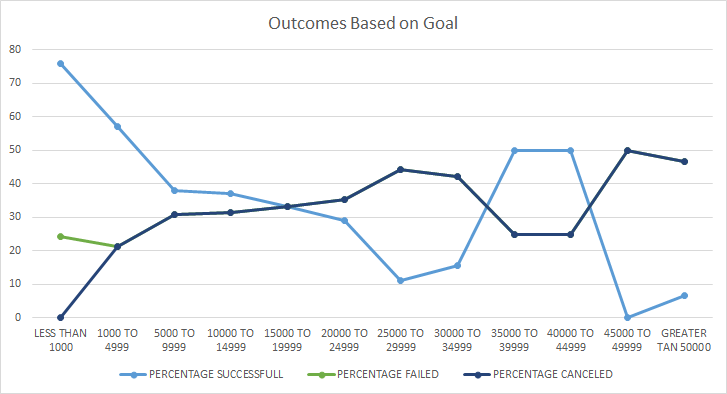 Outcomes Based on Goal
80
70
60
50
40
30
20
10
0
LESS THAN
1000
1000 TO
4999
5000 TO
9999
10000 TO
14999
15000 TO
19999
20000 TO
24999
25000 TO
29999
30000 TO
34999
35000 TO
39999
40000 TO
44999
45000 TO
49999
GREATER
TAN 50000
PERCENTAGE SUCCESSFULL
PERCENTAGE FAILED
PERCENTAGE CANCELED